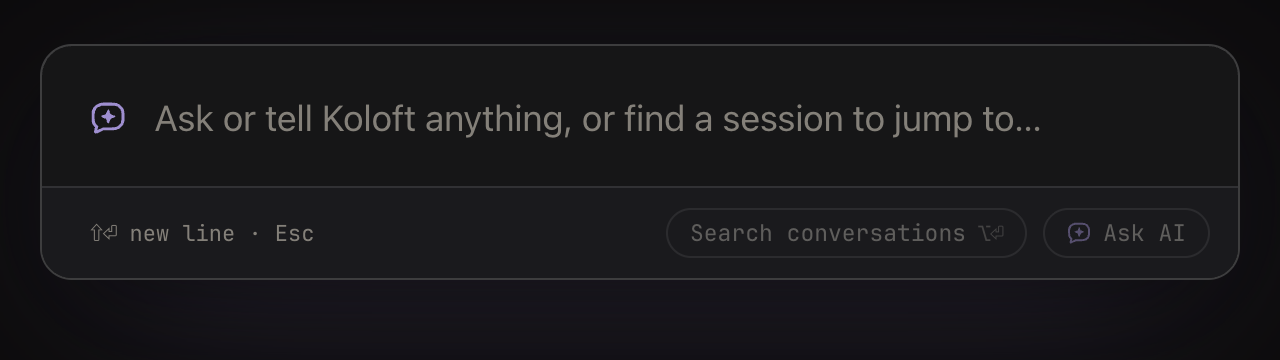 Ask or tell Koloft anything, or find a session to jump to...
⇧⏎ new line · Esc
Search conversations ⌥⏎
Ask AI